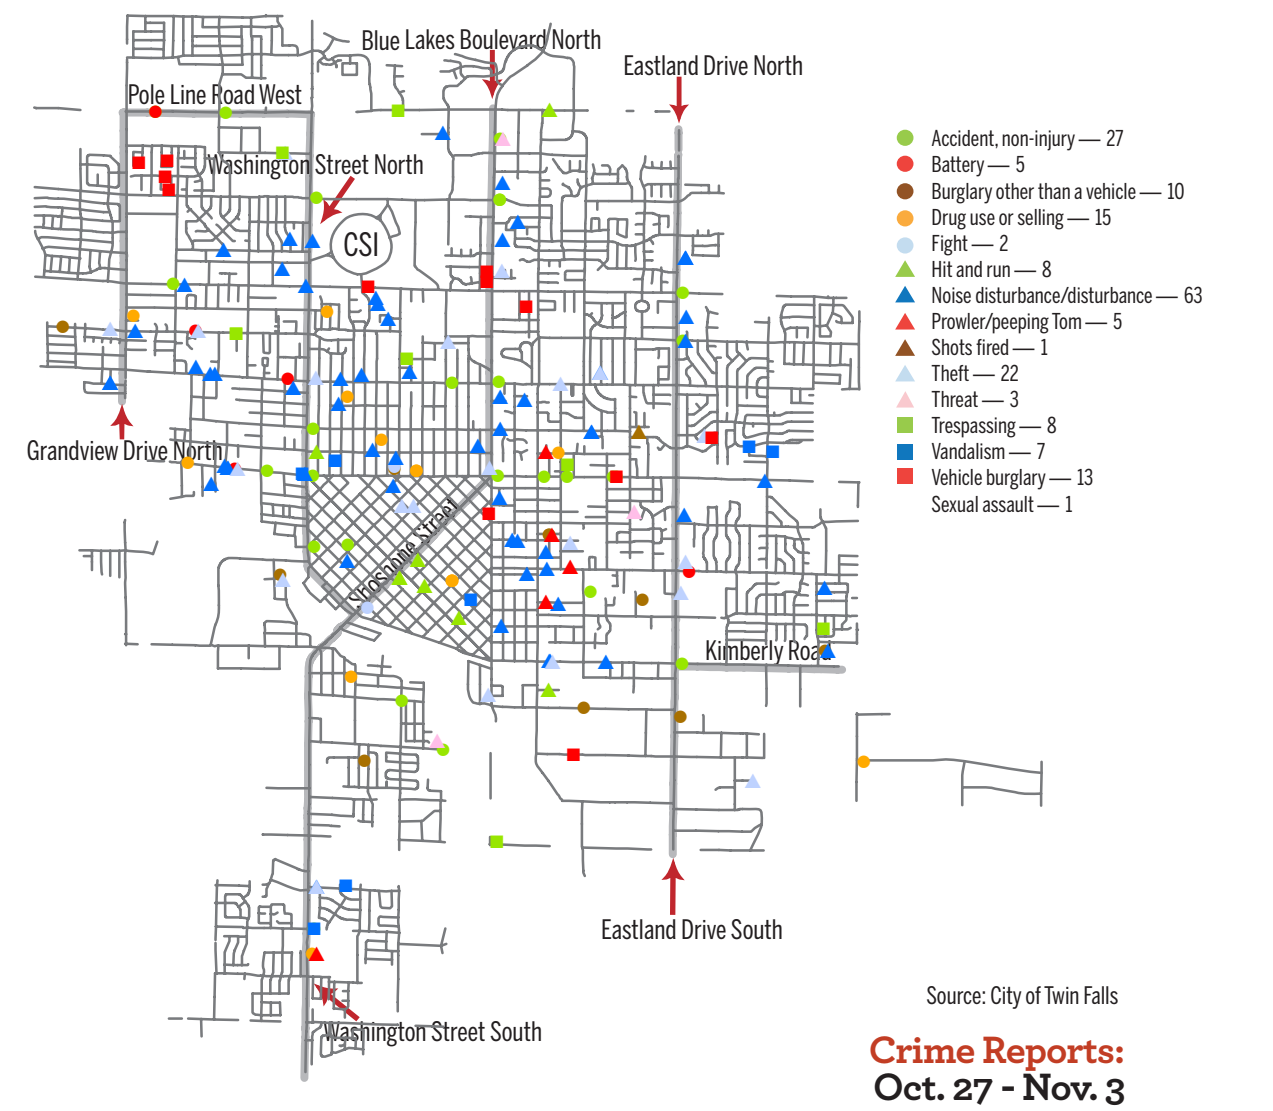 Blue Lakes Boulevard North
Eastland Drive North
Pole Line Road West
Washington Street North
CSI
Grandview Drive North
Shoshone Street
Kimberly Road
Eastland Drive South
Washington Street South
Accident, non-injury — 27
Battery — 5
Burglary other than a vehicle — 10
Drug use or selling — 15
Fight — 2
Hit and run — 8
Noise disturbance/disturbance — 63
Prowler/peeping Tom — 5
Shots fired — 1
Theft — 22
Threat — 3
Trespassing — 8
Vandalism — 7
Vehicle burglary — 13
Sexual assault — 1
Source: City of Twin Falls
Crime Reports:
Oct. 27 - Nov. 3